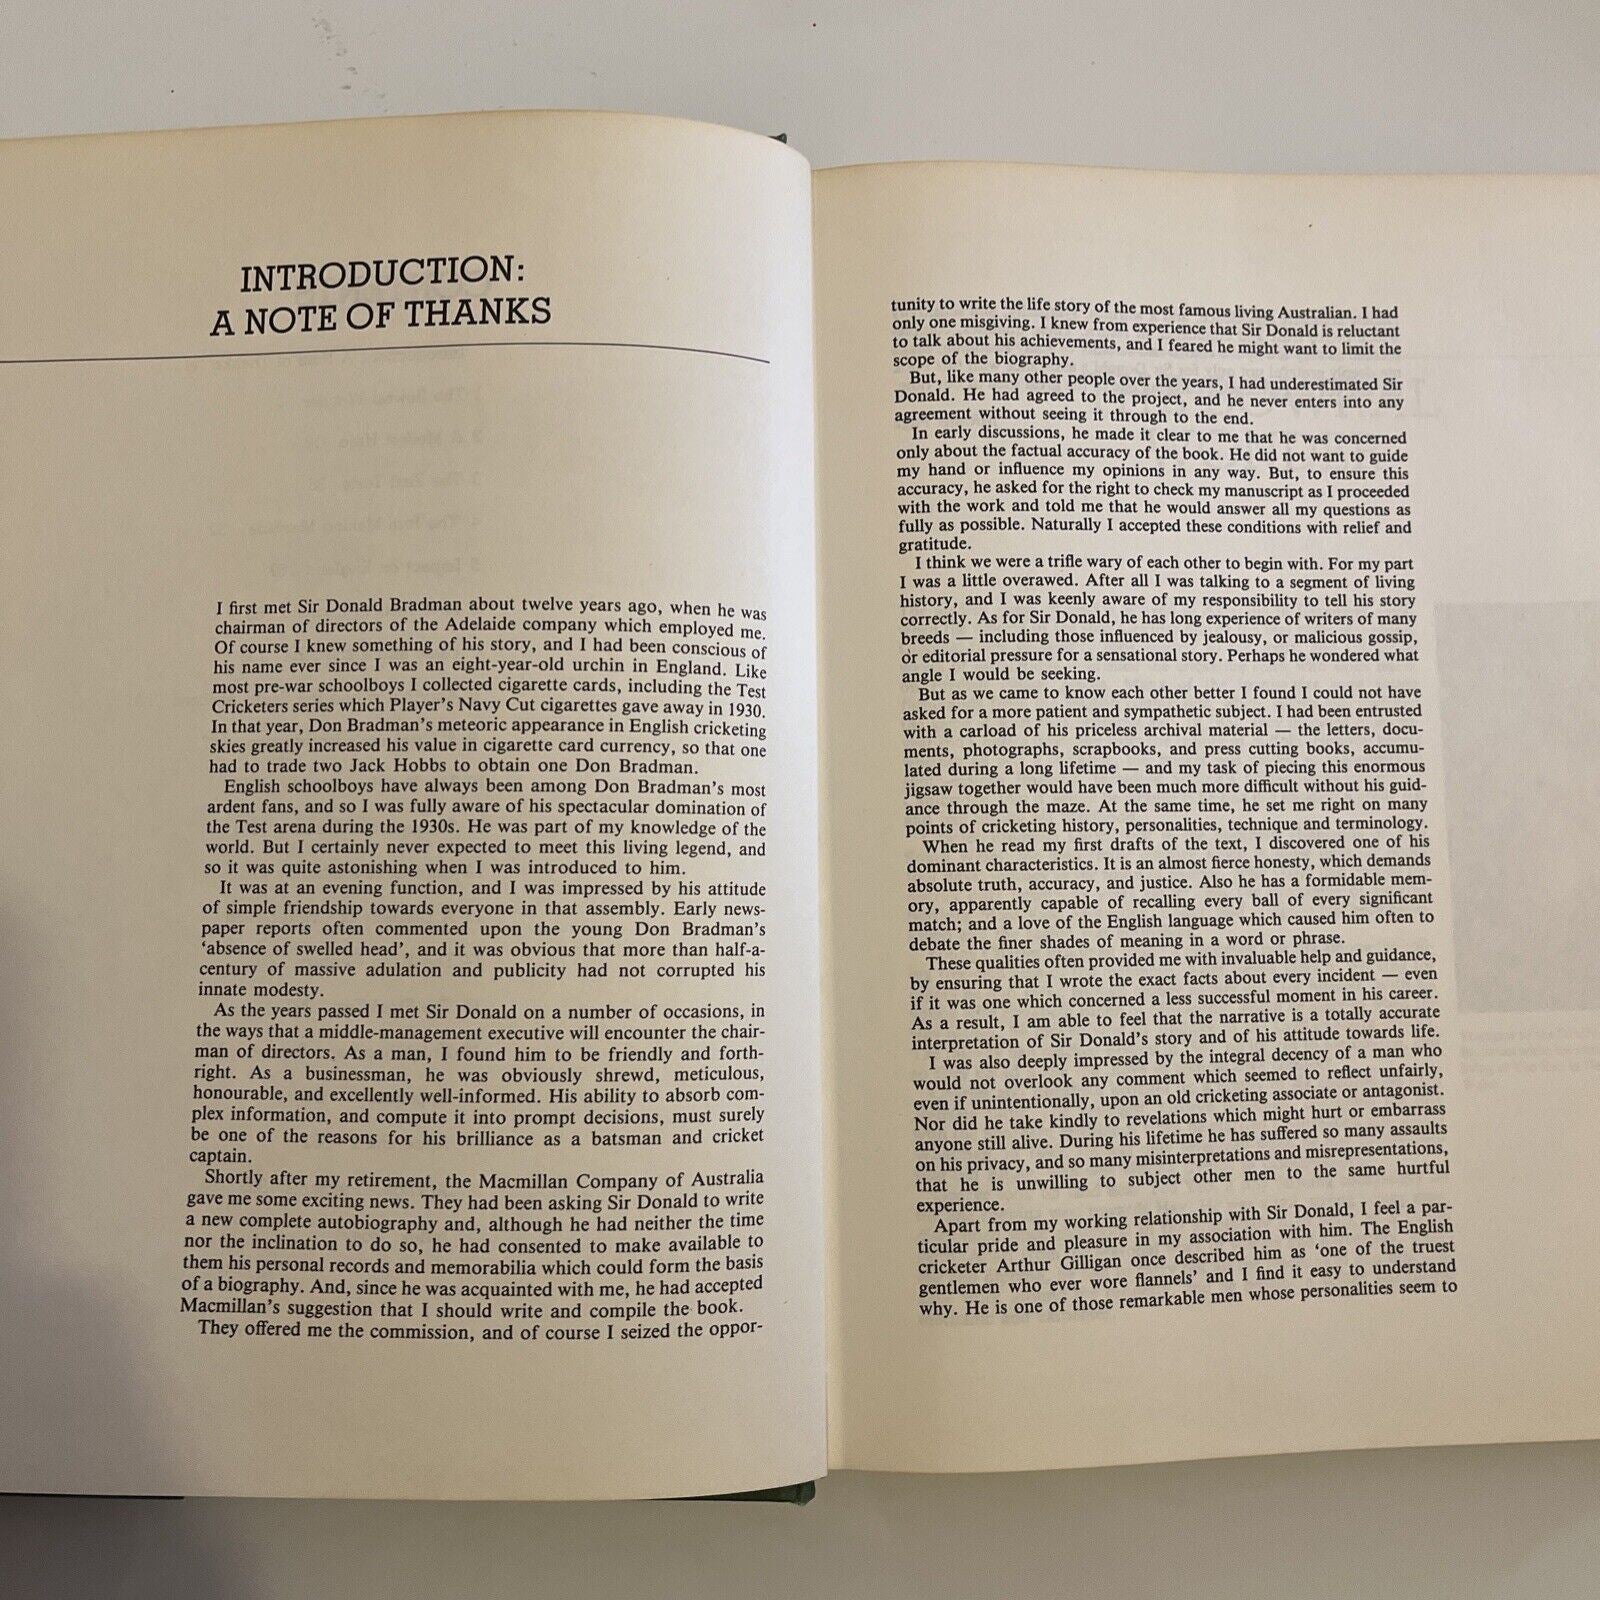 INTRODUCTION:
A NOTE OF THANKS
I first met Sir Donald Bradman about twelve years ago, when he was
chairman of directors of the Adelaide company which employed me.
Of course I knew something of his story, and I had been conscious of
his name ever since I was an eight-year-old urchin in England. Like
most pre-war schoolboys I collected cigarette cards, including the Test
Cricketers series which Player's Navy Cut cigarettes gave away in 1930.
In that year, Don Bradman's meteoric appearance in English cricketing
skies greatly increased his value in cigarette card currency, so that one
had to trade two Jack Hobbs to obtain one Don Bradman.
English schoolboys have always been among Don Bradman's most
ardent fans, and so I was fully aware of his spectacular domination of
the Test arena during the 1930s. He was part of my knowledge of the
world. But I certainly never expected to meet this living legend, and
so it was quite astonishing when I was introduced to him.
It was at an evening function, and I was impressed by his attitude
of simple friendship towards everyone in that assembly. Early news-
paper reports often commented upon the young Don Bradman's
'absence of swelled head', and it was obvious that more than half-a-
century of massive adulation and publicity had not corrupted his
innate modesty.
As the years passed I met Sir Donald on a number of occasions, in
the ways that a middle-management executive will encounter the chair-
man of directors. As a man, I found him to be friendly and forth-
right. As a businessman, he was obviously shrewd, meticulous,
honourable, and excellently well-informed. His ability to absorb com-
plex information, and compute it into prompt decisions, must surely
be one of the reasons for his brilliance as a batsman and cricket
captain.
Shortly after my retirement, the Macmillan Company of Australia
gave me some exciting news. They had been asking Sir Donald to write
a new complete autobiography and, although he had neither the time
nor the inclination to do so, he had consented to make available to
them his personal records and memorabilia which could form the basis
of a biography. And, since he was acquainted with me, he had accepted
Macmillan's suggestion that I should write and compile the book.
They offered me the commission, and of course I seized the oppor-
tunity to write the life story of the most famous living Australian. I had
only one misgiving. I knew from experience that Sir Donald is reluctant
to talk about his achievements, and I feared he might want to limit the
scope of the biography.
But, like many other people over the years, I had underestimated Sir
Donald. He had agreed to the project, and he never enters into any
agreement without seeing it through to the end.
In early discussions, he made it clear to me that he was concerned
only about the factual accuracy of the book. He did not want to guide
my hand or influence my opinions in any way. But, to ensure this
accuracy, he asked for the right to check my manuscript as I proceeded
with the work and told me that he would answer all my questions as
fully as possible. Naturally I accepted these conditions with relief and
gratitude.
I think we were a trifle wary of each other to begin with. For my part
I was a little overawed. After all I was talking to a segment of living
history, and I was keenly aware of my responsibility to tell his story
correctly. As for Sir Donald, he has long experience of writers of many
breeds — including those influenced by jealousy, or malicious gossip,
or editorial pressure for a sensational story. Perhaps he wondered what
angle I would be seeking.
But as we came to know each other better I found I could not have
asked for a more patient and sympathetic subject. I had been entrusted
with a carload of his priceless archival material — the letters, docu-
ments, photographs, scrapbooks, and press cutting books, accumu-
lated during a long lifetime — and my task of piecing this enormous
jigsaw together would have been much more difficult without his guid-
ance through the maze. At the same time, he set me right on many
points of cricketing history, personalities, technique and terminology.
When he read my first drafts of the text, I discovered one of his
dominant characteristics. It is an almost fierce honesty, which demands
absolute truth, accuracy, and justice. Also he has a formidable mem-
ory, apparently capable of recalling every ball of every significant
match; and a love of the English language which caused him often to
debate the finer shades of meaning in a word or phrase.
These qualities often provided me with invaluable help and guidance,
by ensuring that I wrote the exact facts about every incident — even
if it was one which concerned a less successful moment in his career.
As a result, I am able to feel that the narrative is a totally accurate
interpretation of Sir Donald's story and of his attitude towards life.
I was also deeply impressed by the integral decency of a man who
would not overlook any comment which seemed to reflect unfairly,
even if unintentionally, upon an old cricketing associate or antagonist.
Nor did he take kindly to revelations which might hurt or embarrass
anyone still alive. During his lifetime he has suffered so many assaults
on his privacy, and so many misinterpretations and misrepresentations,
that he is unwilling to subject other men to the same hurtful
experience.
Apart from my working relationship with Sir Donald, I feel a par-
ticular pride and pleasure in my association with him. The English
cricketer Arthur Gilligan once described him as 'one of the truest
gentlemen who ever wore flannels' and I find it easy to understand
why. He is one of those remarkable men whose personalities seem to